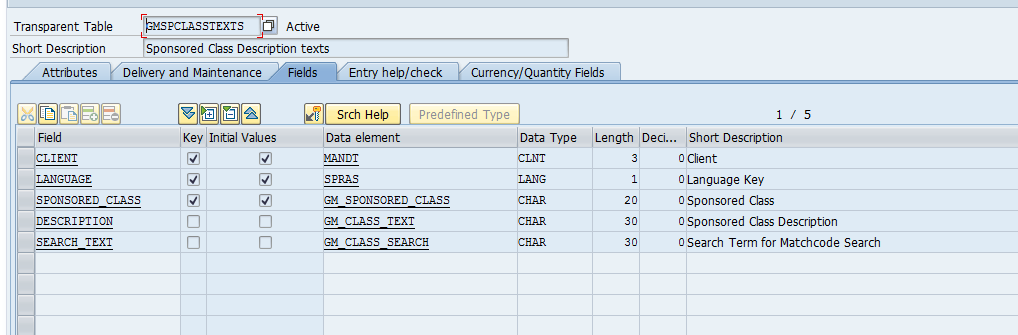 Transparent Table GMSPCLASSTEXTS Active
Short Description Sponsored Class Description texts
Attributes Delivery and Maintenance Fields Entry help/check Currency/Quantity Fields
Srch Help Predefined Type 1 / 5
Field Key Initial Values Data element Data Type Length Deci... Short Description
CLIENT MANDT CLNT 3 0 Client
LANGUAGE SPRAS LANG 1 0 Language Key
SPONSORED_CLASS GM_SPONSORED_CLASS CHAR 20 0 Sponsored Class
DESCRIPTION GM_CLASS_TEXT CHAR 30 0 Sponsored Class Description
SEARCH_TEXT GM_CLASS_SEARCH CHAR 30 0 Search Term for Matchcode Search